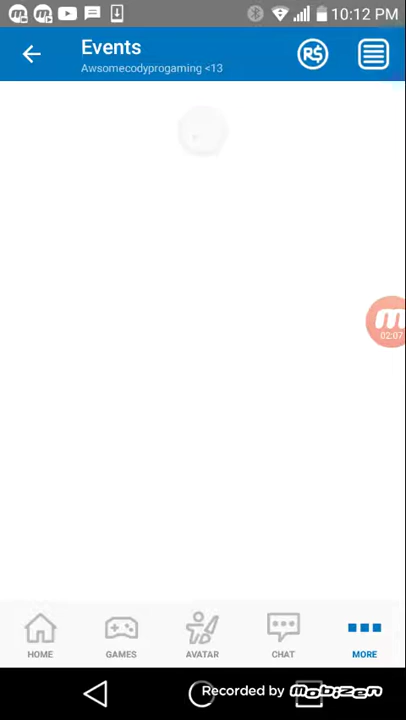 10:12 PM
Events
Awsomecodyprogaming <13
R$
02:07
HOME GAMES AVATAR CHAT MORE
Recorded by mobizen